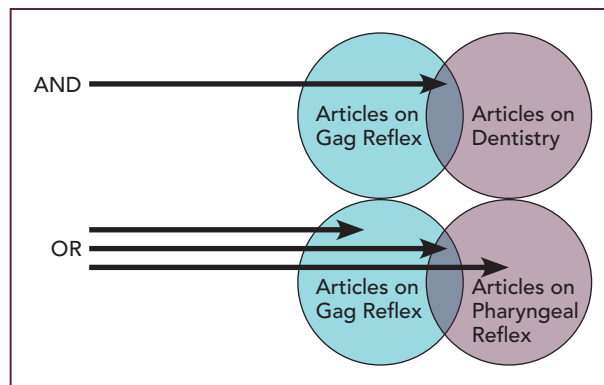 AND
Articles on
Gag Reflex
Articles on
Dentistry
OR
Articles on
Gag Reflex
Articles on
Pharyngeal
Reflex